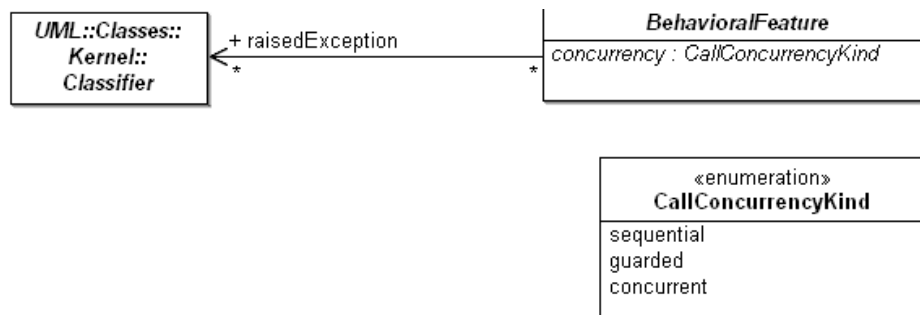 UML::Classes::
Kernel::
Classifier
+ raisedException
*
*
BehavioralFeature
concurrency : CallConcurrencyKind
«enumeration»
CallConcurrencyKind
sequential
guarded
concurrent